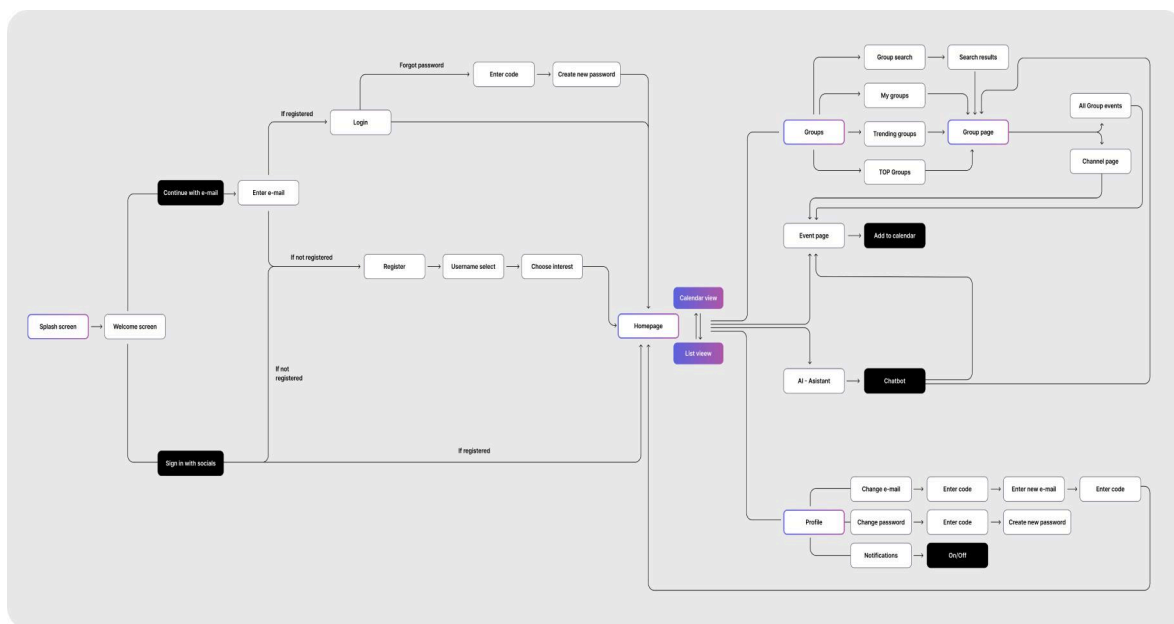 Splash screen
Welcome screen
Continue with e-mail
Enter e-mail
If registered
Login
Forgot password
Enter code
Create new password
If not registered
Register
Username select
Choose interest
If not
registered
Sign in with socials
If registered
Homepage
Calendar view
List vieew
Groups
Group search
Search results
My groups
Trending groups
TOP Groups
Group page
All Group events
Channel page
Event page
Add to calendar
AI - Asistant
Chatbot
Profile
Change e-mail
Enter code
Enter new e-mail
Enter code
Change password
Enter code
Create new password
Notifications
On/Off